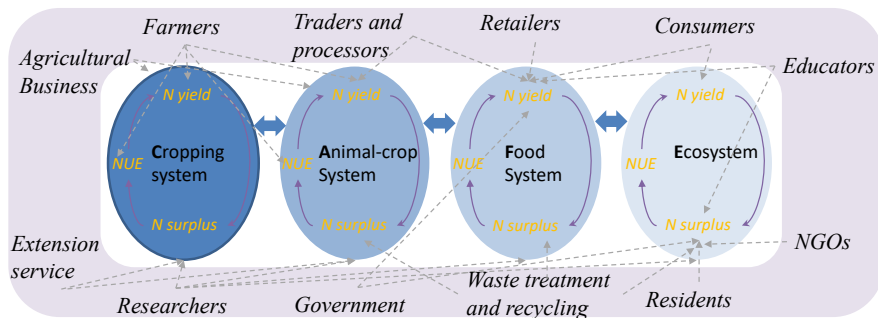 Farmers
Traders and
processors
Retailers
Consumers
Agricultural
Business
Educators
N yield
NUE
Cropping
system
N surplus
N yield
NUE
Animal-crop
System
N surplus
N yield
NUE
Food
System
N surplus
N yield
NUE
Ecosystem
N surplus
Extension
service
Researchers
Government
Waste treatment
and recycling
Residents
NGOs